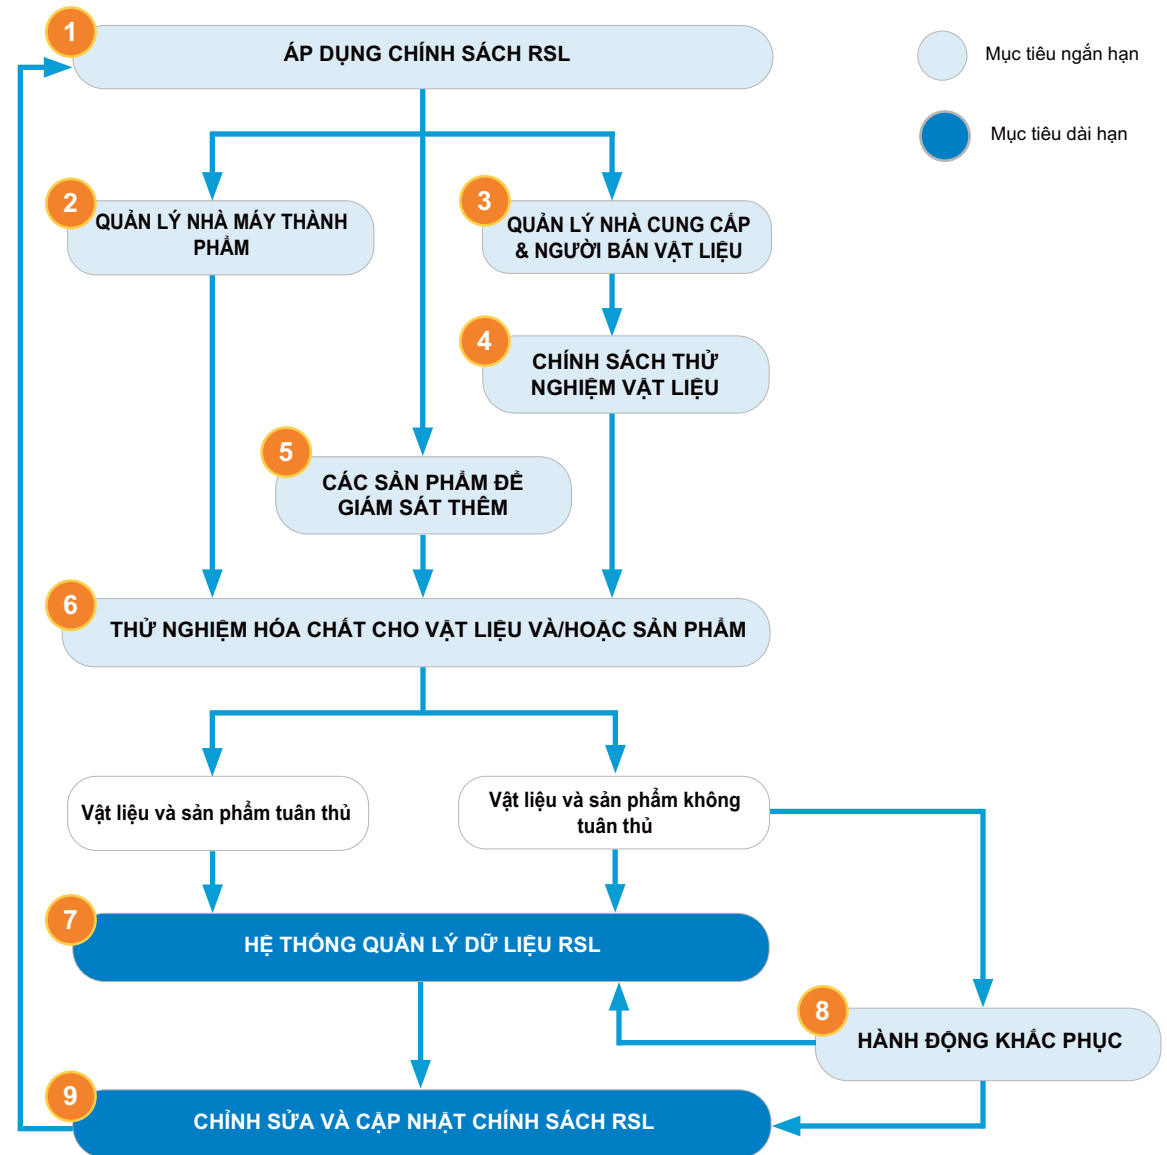 1
ÁP DỤNG CHÍNH SÁCH RSL
Mục tiêu ngắn hạn
Mục tiêu dài hạn
2
QUẢN LÝ NHÀ MÁY THÀNH
PHẨM
3
QUẢN LÝ NHÀ CUNG CẤP
& NGƯỜI BÁN VẬT LIỆU
4
CHÍNH SÁCH THỬ
NGHIỆM VẬT LIỆU
5
CÁC SẢN PHẨM ĐỂ
GIÁM SÁT THÊM
6
THỬ NGHIỆM HÓA CHẤT CHO VẬT LIỆU VÀ/HOẶC SẢN PHẨM
Vật liệu và sản phẩm tuân thủ
Vật liệu và sản phẩm không
tuân thủ
7
HỆ THỐNG QUẢN LÝ DỮ LIỆU RSL
8
HÀNH ĐỘNG KHẮC PHỤC
9
CHỈNH SỬA VÀ CẬP NHẬT CHÍNH SÁCH RSL